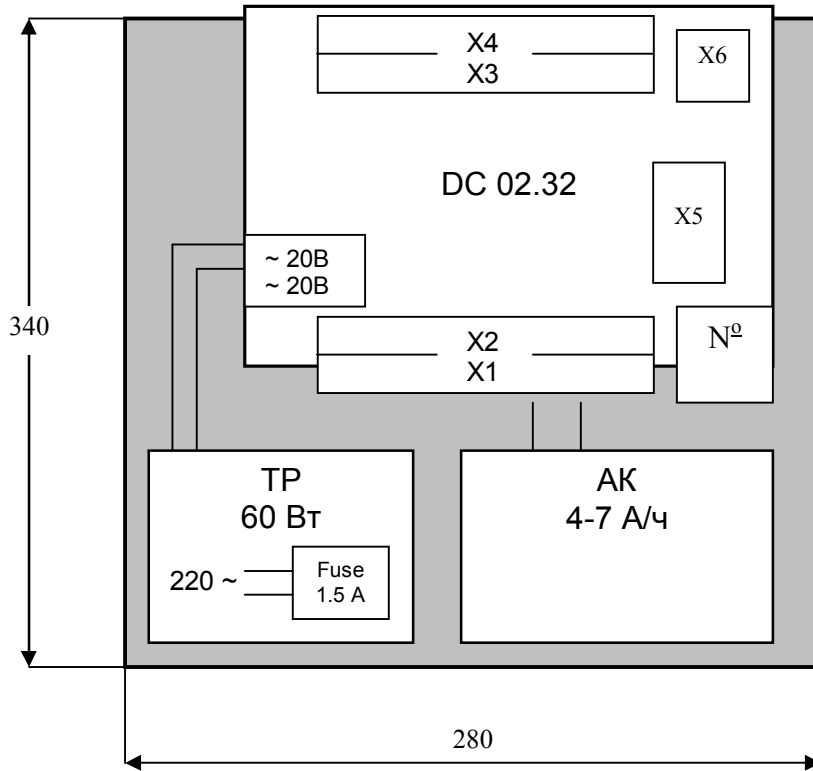 X4
X3
X6
DC 02.32
X5
~ 20В
~ 20В
340
X2
X1
Nº
ТР
60 Вт
220 ~
Fuse
1.5 A
АК
4-7 А/ч
280